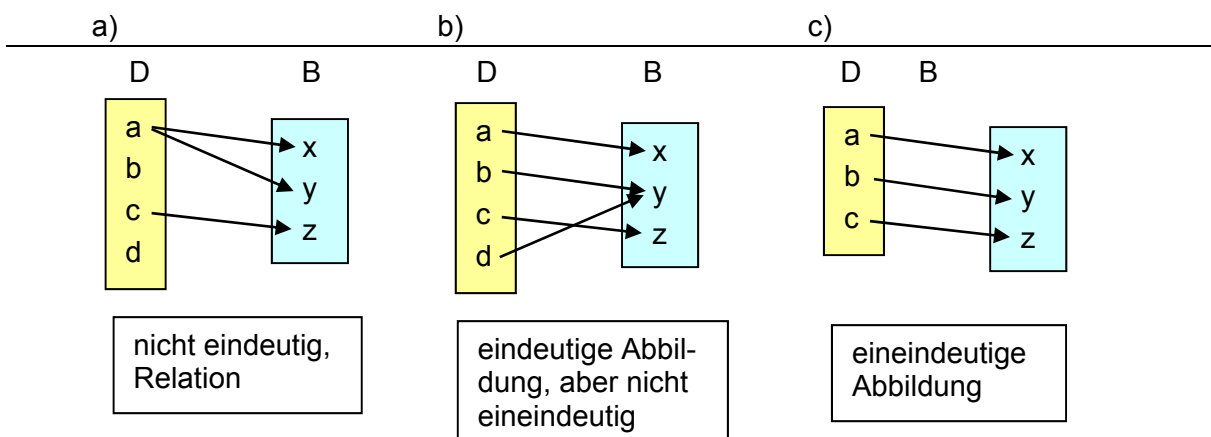 a) b) c)
D B D B D B
a
b
c
d
x
y
z
a
b
c
d
x
y
z
a
b
c
x
y
z
nicht eindeutig,
Relation
eindeutige Abbil-
dung, aber nicht
eineindeutig
eineindeutige
Abbildung